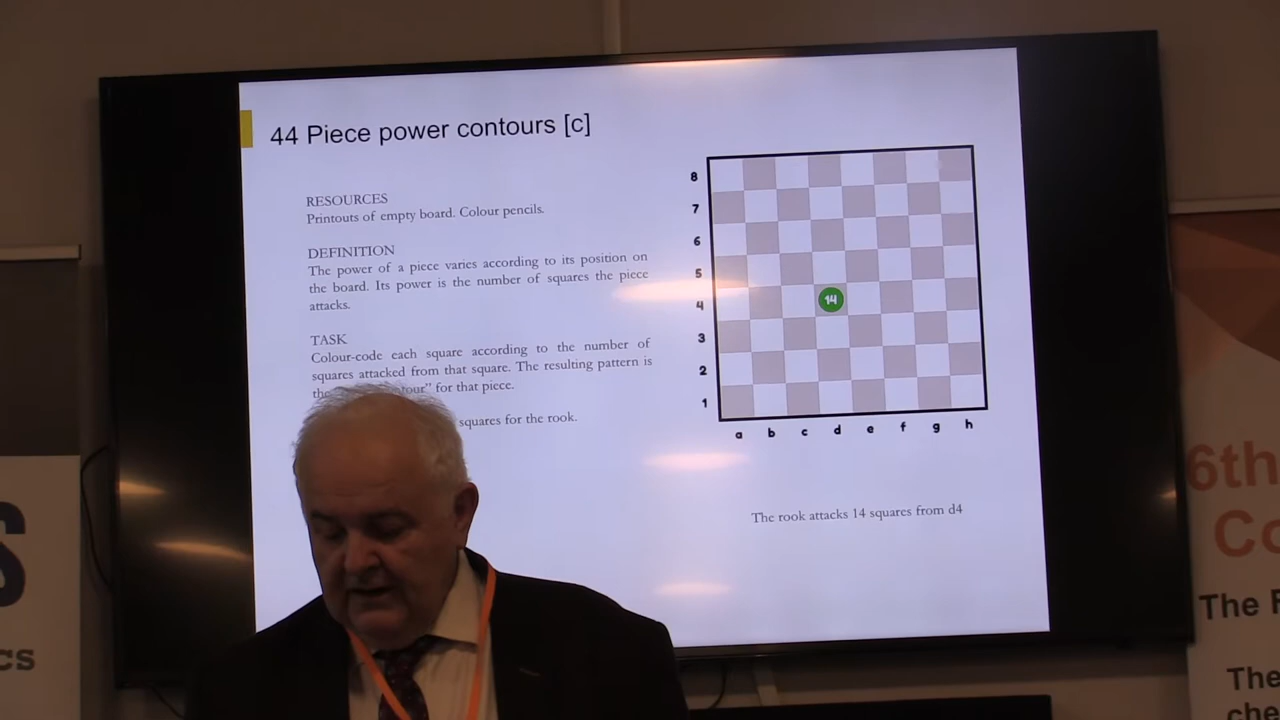 44 Piece power contours [c]
RESOURCES
Printouts of empty board. Colour pencils.
DEFINITION
The power of a piece varies according to its position on
the board. Its power is the number of squares the piece
attacks.
TASK
Colour-code each square according to the number of
squares attacked from that square. The resulting pattern is
for that piece.
squares for the rook.
8
7
6
5
4
3
2
1
14
a b c d e f g h
The rook attacks 14 squares from d4
S
cs
6th
Co
The
The
che